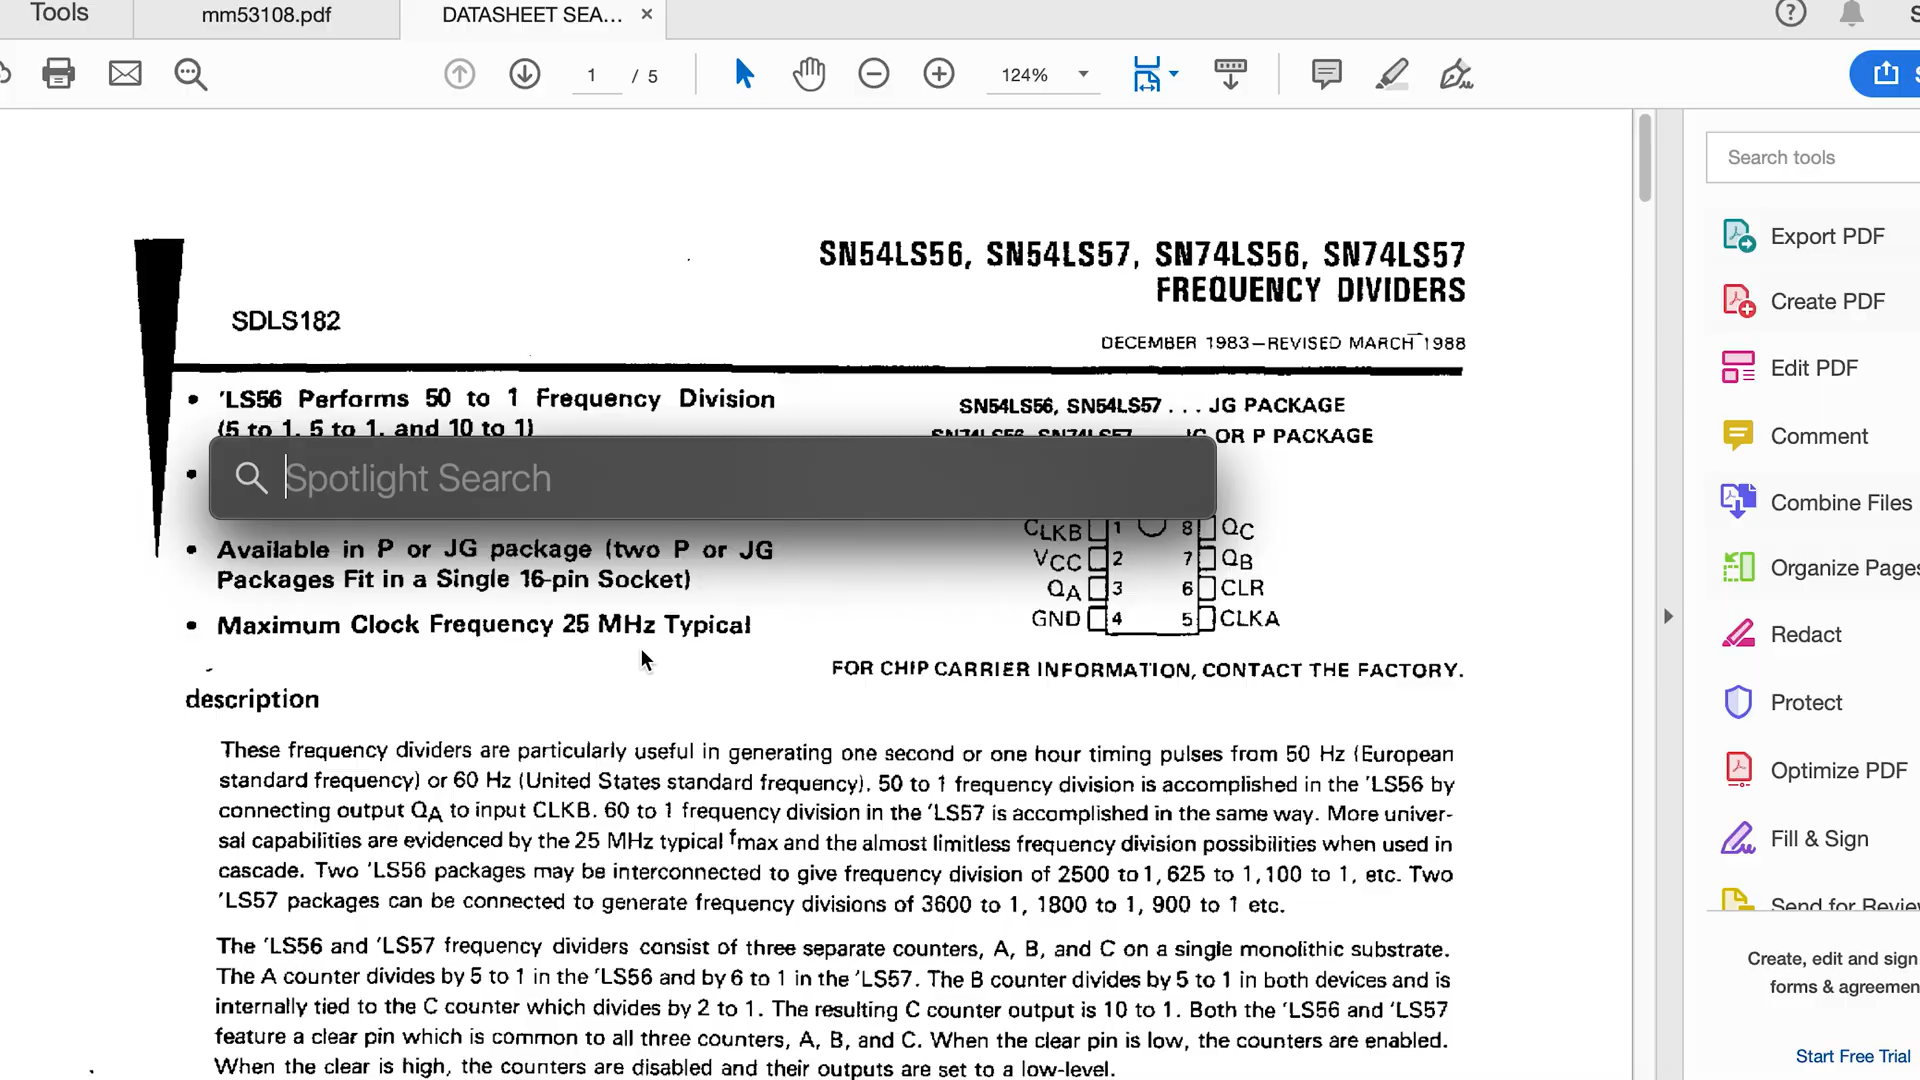 Tools
mm53108.pdf
DATASHEET SEA...
1 / 5
124%
Search tools
Export PDF
Create PDF
Edit PDF
Comment
Combine Files
Organize Pages
Redact
Protect
Optimize PDF
Fill & Sign
Send for Review
Create, edit and sign
forms & agreemen
Start Free Trial
SN54LS56, SN54LS57, SN74LS56, SN74LS57
FREQUENCY DIVIDERS
SDLS182
DECEMBER 1983–REVISED MARCH 1988
• 'LS56 Performs 50 to 1 Frequency Division
(5 to 1, 5 to 1, and 10 to 1)
SN54LS56, SN54LS57 . . . JG PACKAGE
SN74LS56, SN74LS57 JG OR P PACKAGE
Spotlight Search
CLKB 1 8 QC
VCC 2 7 QB
QA 3 6 CLR
GND 4 5 CLKA
• Available in P or JG package (two P or JG
Packages Fit in a Single 16-pin Socket)
• Maximum Clock Frequency 25 MHz Typical
FOR CHIP CARRIER INFORMATION, CONTACT THE FACTORY.
description
These frequency dividers are particularly useful in generating one second or one hour timing pulses from 50 Hz (European
standard frequency) or 60 Hz (United States standard frequency). 50 to 1 frequency division is accomplished in the 'LS56 by
connecting output QA to input CLKB. 60 to 1 frequency division in the 'LS57 is accomplished in the same way. More univer-
sal capabilities are evidenced by the 25 MHz typical fmax and the almost limitless frequency division possibilities when used in
cascade. Two 'LS56 packages may be interconnected to give frequency division of 2500 to 1, 625 to 1, 100 to 1, etc. Two
'LS57 packages can be connected to generate frequency divisions of 3600 to 1, 1800 to 1, 900 to 1 etc.
The 'LS56 and 'LS57 frequency dividers consist of three separate counters, A, B, and C on a single monolithic substrate.
The A counter divides by 5 to 1 in the 'LS56 and by 6 to 1 in the 'LS57. The B counter divides by 5 to 1 in both devices and is
internally tied to the C counter which divides by 2 to 1. The resulting C counter output is 10 to 1. Both the 'LS56 and 'LS57
feature a clear pin which is common to all three counters, A, B, and C. When the clear pin is low, the counters are enabled.
When the clear is high, the counters are disabled and their outputs are set to a low-level.